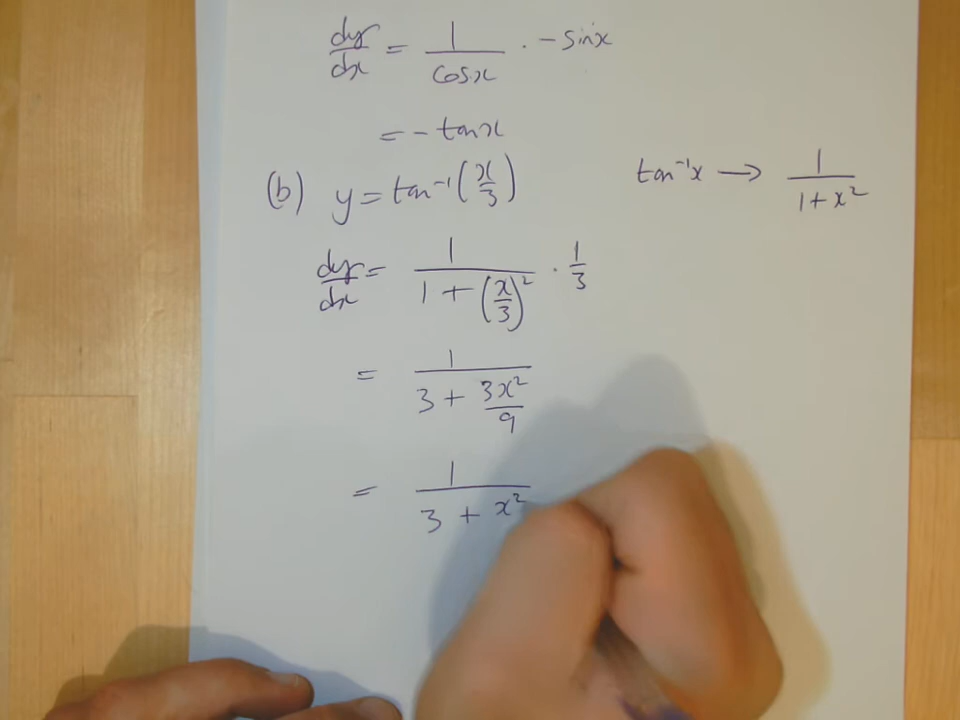 dy/dx = 1/cosx · -sinx
= - tanx
(b) y = tan⁻¹(x/3) tan⁻¹x → 1/(1+x²)
dy/dx = 1/(1 + (x/3)²) · 1/3
= 1/(3 + 3x²/9)
= 1/(3 + x²